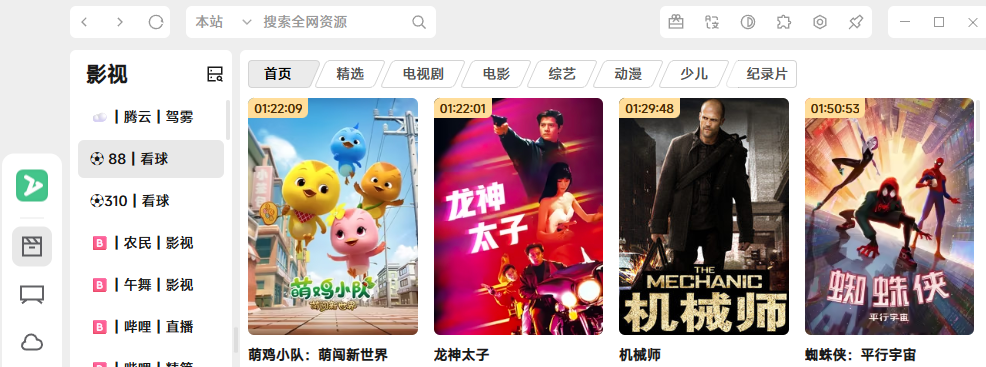 本站
搜索全网资源
影视
首页
精选
电视剧
电影
综艺
动漫
少儿
纪录片
| 腾云 | 驾雾
88 | 看球
310 | 看球
B | 农民 | 影视
B | 午舞 | 影视
B | 哔哩 | 直播
01:22:09
萌鸡小队
萌闯新世界
萌鸡小队：萌闯新世界
01:22:01
龙神
太子
龙神太子
01:29:48
THE
MECHANIC
机械师
机械师
01:50:53
蜘蛛侠
平行宇宙
蜘蛛侠：平行宇宙